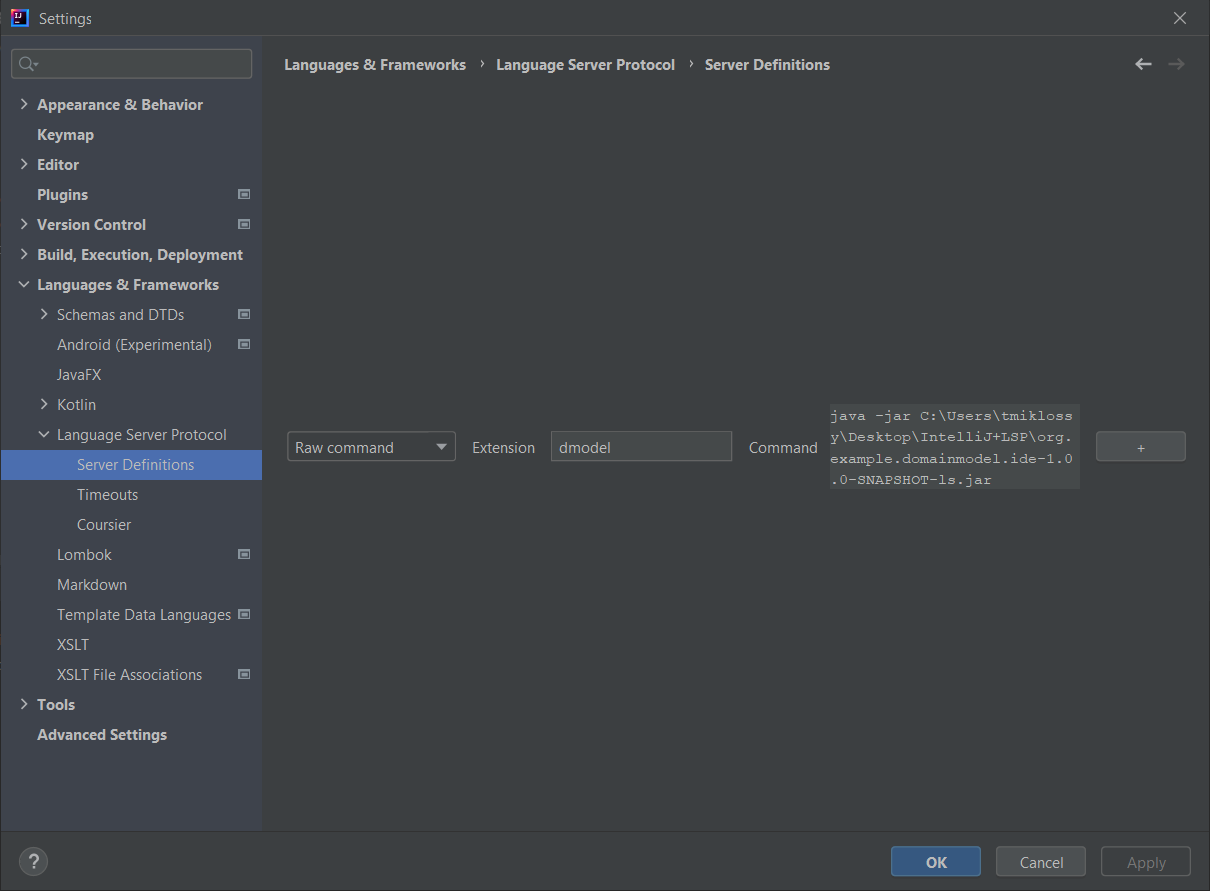 Settings
Languages & Frameworks › Language Server Protocol › Server Definitions
Appearance & Behavior
Keymap
Editor
Plugins
Version Control
Build, Execution, Deployment
Languages & Frameworks
Schemas and DTDs
Android (Experimental)
JavaFX
Kotlin
Language Server Protocol
Server Definitions
Timeouts
Coursier
Lombok
Markdown
Template Data Languages
XSLT
XSLT File Associations
Tools
Advanced Settings
Raw command Extension dmodel Command
java -jar C:\Users\tmikloss
y\Desktop\IntelliJ+LSP\org.
example.domainmodel.ide-1.0
.0-SNAPSHOT-ls.jar
+
? OK Cancel Apply